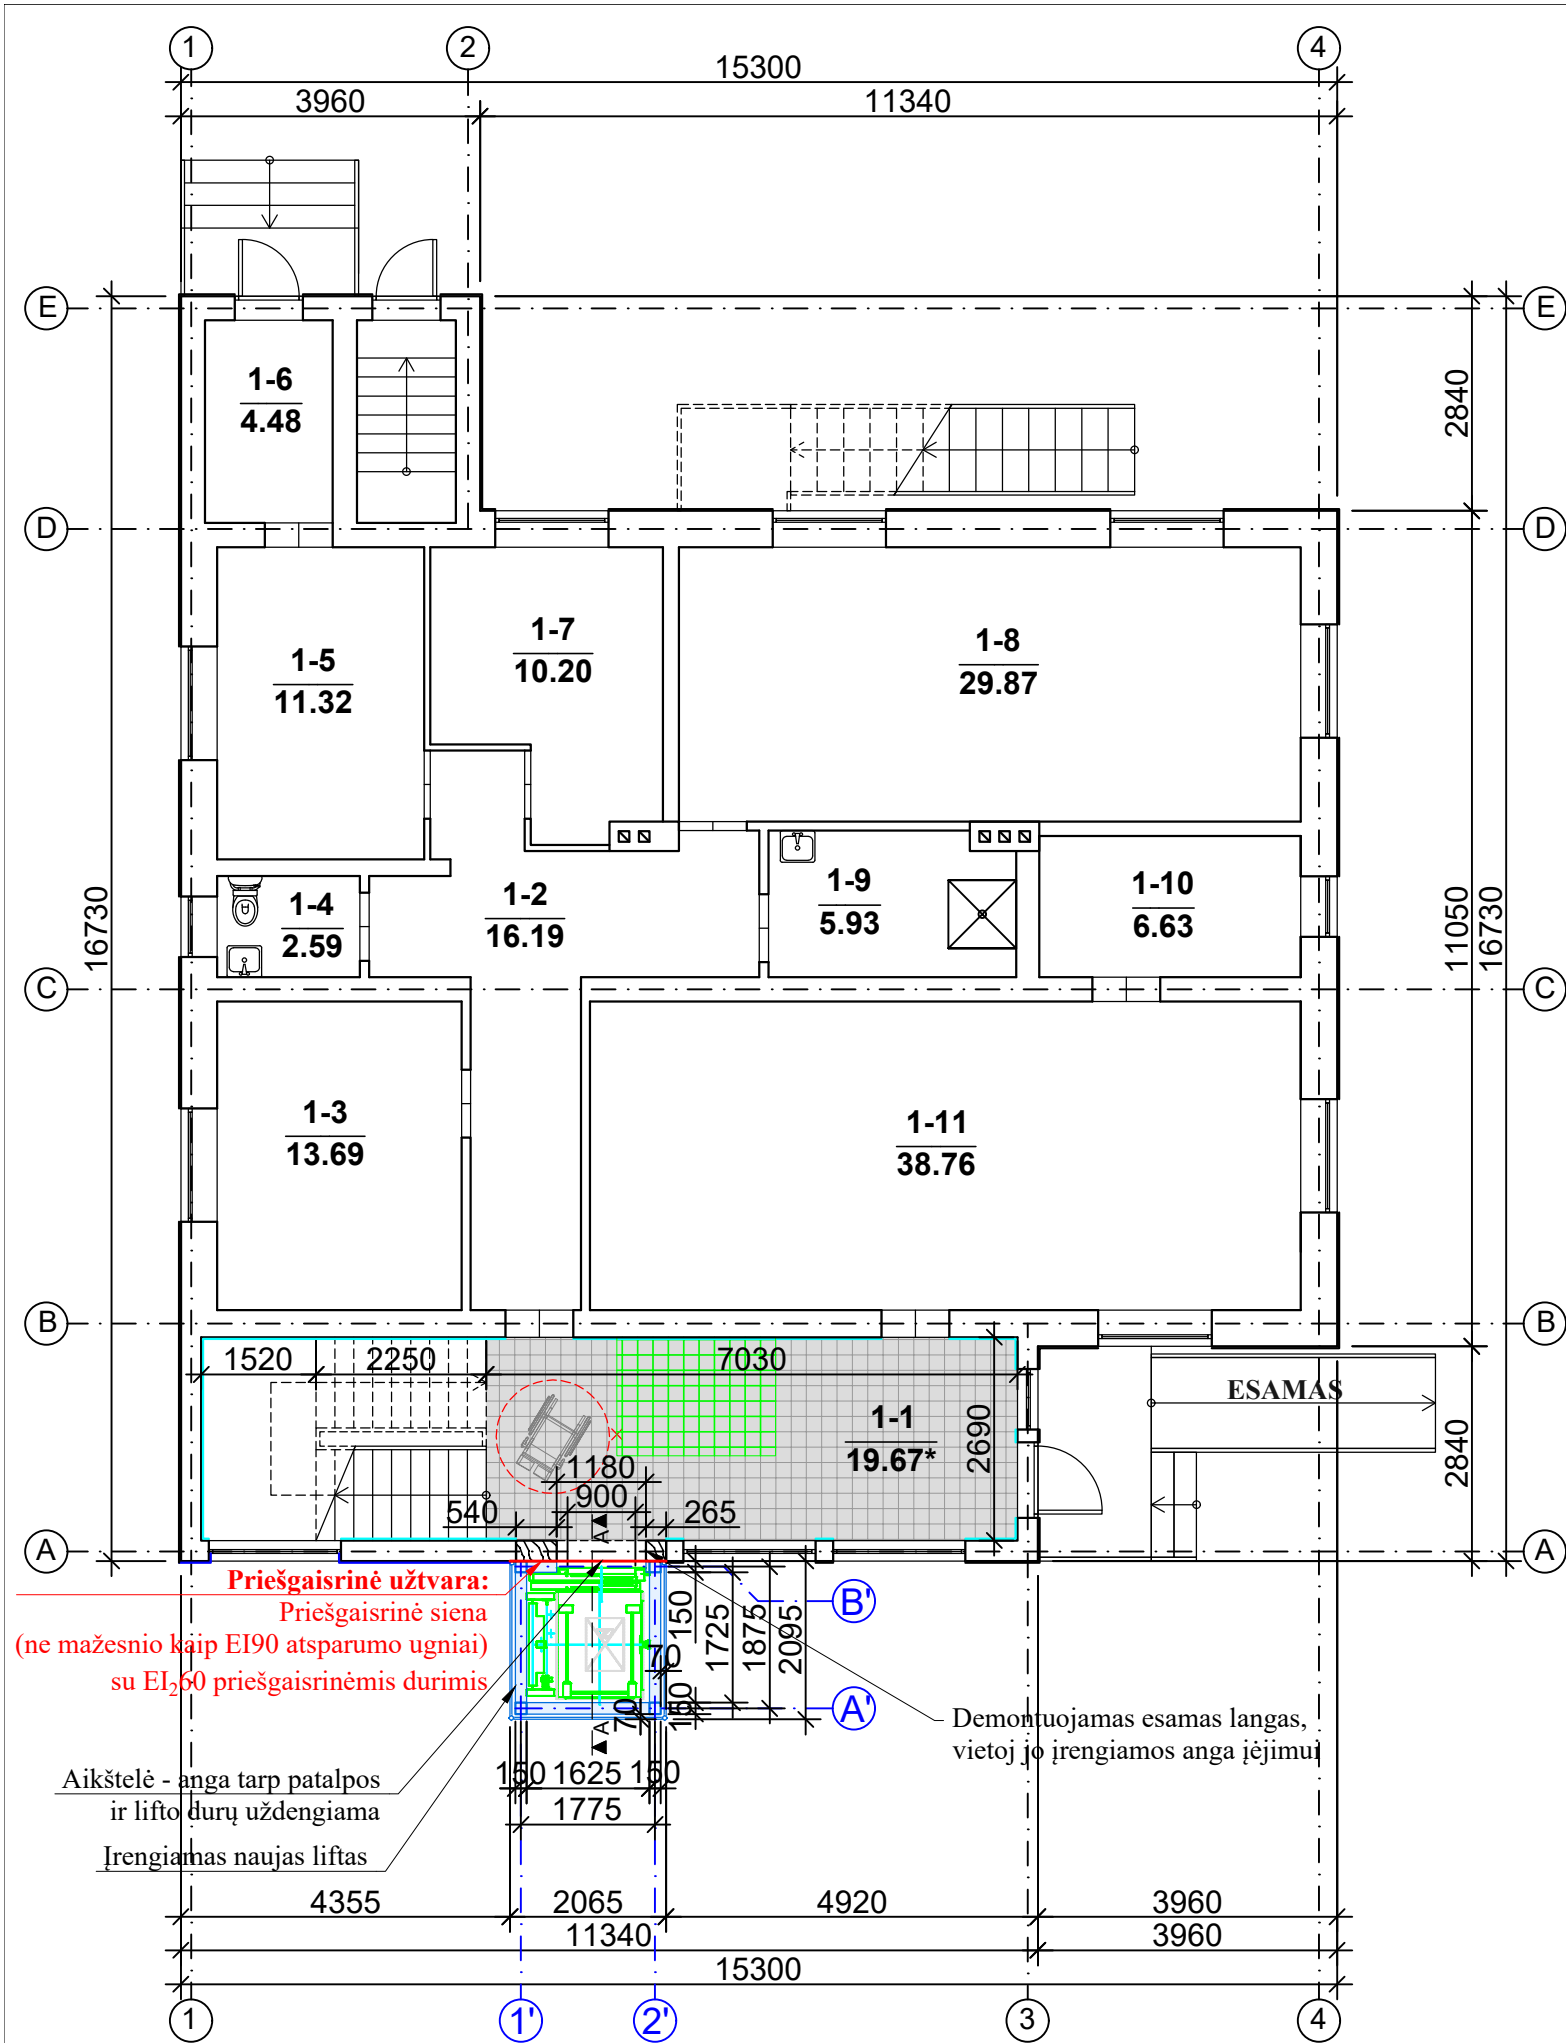 1
2
4
15300
3960
11340
E
E
2840
1-6
4.48
D
D
1-5
11.32
1-7
10.20
1-8
29.87
1-4
2.59
1-2
16.19
1-9
5.93
1-10
6.63
16730
11050
16730
C
C
1-3
13.69
1-11
38.76
B
B
1520
2250
7030
ESAMAS
1-1
19.67*
2690
2840
1180
900
540
265
A
A
A
Priešgaisrinė užtvara:
Priešgaisrinė siena
(ne mažesnio kaip EI90 atsparumo ugniai)
su EI₂60 priešgaisrinėmis durimis
B'
150
1725
1875
2095
70
A'
150
70
A
Demontuojamas esamas langas,
vietoj jo įrengiamos anga įėjimui
Aikštelė - anga tarp patalpos
ir lifto durų uždengiama
150
1625
150
1775
Įrengiamas naujas liftas
4355
2065
4920
3960
11340
3960
15300
1
1'
2'
3
4